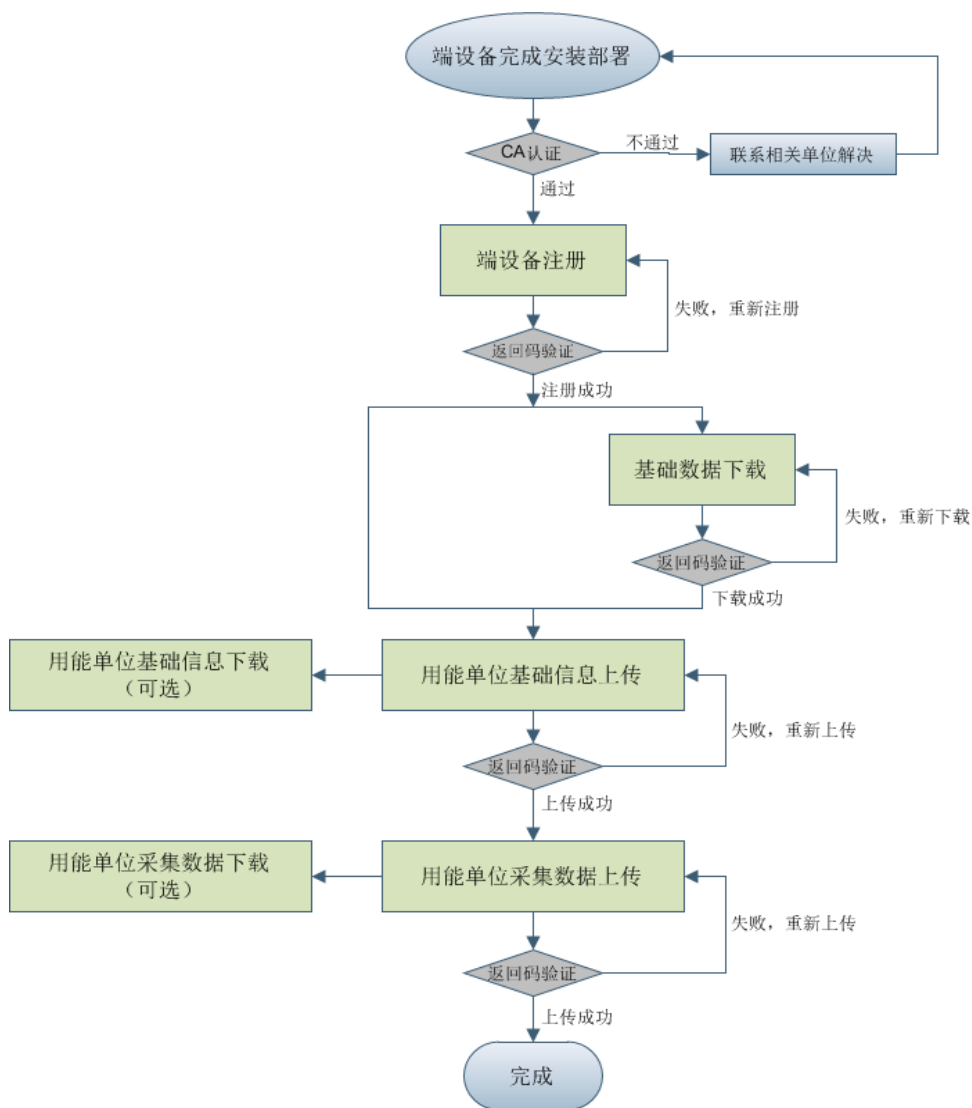 端设备完成安装部署
CA认证
不通过
联系相关单位解决
通过
端设备注册
失败，重新注册
返回码验证
注册成功
基础数据下载
失败，重新下载
返回码验证
下载成功
用能单位基础信息下载
（可选）
用能单位基础信息上传
失败，重新上传
返回码验证
上传成功
用能单位采集数据下载
（可选）
用能单位采集数据上传
失败，重新上传
返回码验证
上传成功
完成